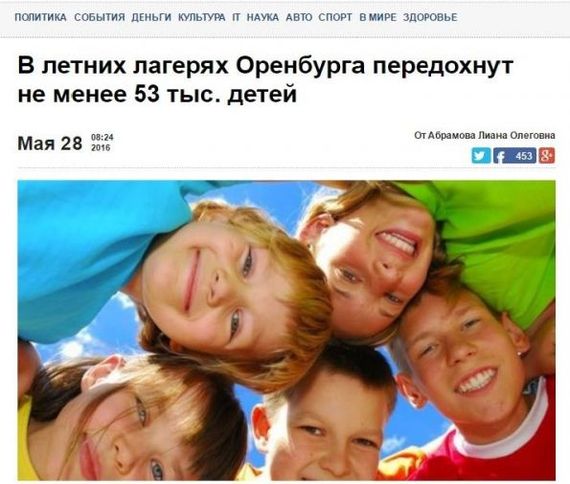 ПОЛИТИКА СОБЫТИЯ ДЕНЬГИ КУЛЬТУРА IT НАУКА АВТО СПОРТ В МИРЕ ЗДОРОВЬЕ
В летних лагерях Оренбурга передохнут
не менее 53 тыс. детей
Мая 28 08:24
2016
От Абрамова Лиана Олеговна
453